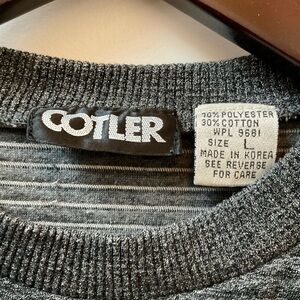 COTLER
70% POLYESTER
30% COTTON
WPL 9681
SIZE L
MADE IN KOREA
SEE REVERSE
FOR CARE